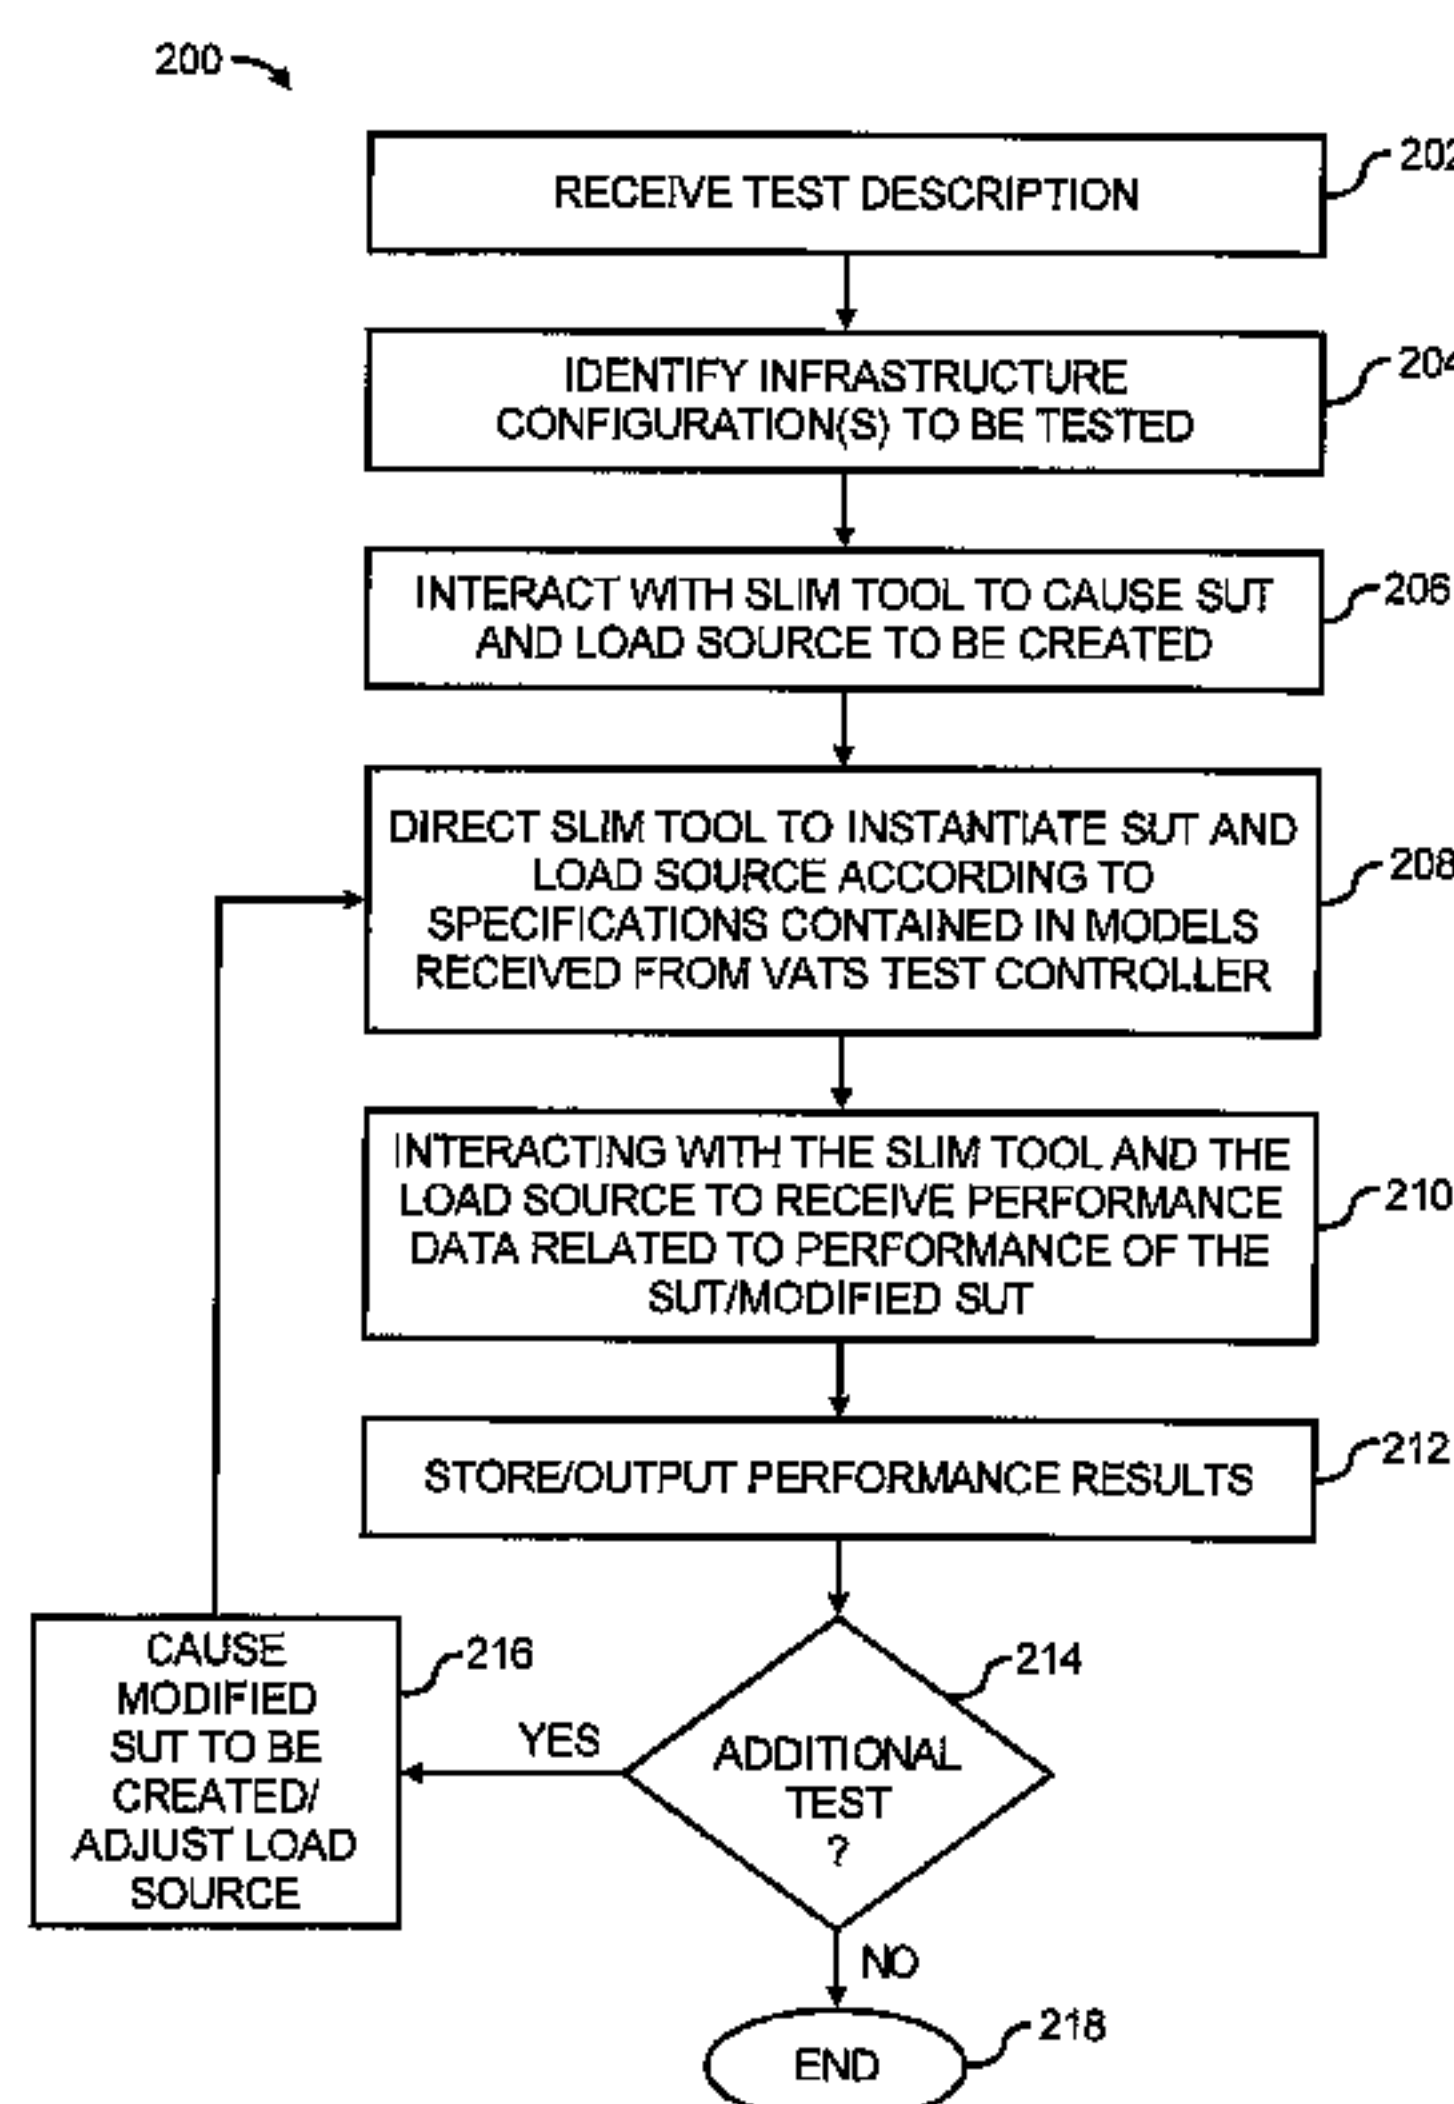 200
RECEIVE TEST DESCRIPTION
202
IDENTIFY INFRASTRUCTURE
CONFIGURATION(S) TO BE TESTED
204
INTERACT WITH SLIM TOOL TO CAUSE SUT
AND LOAD SOURCE TO BE CREATED
206
DIRECT SLIM TOOL TO INSTANTIATE SUT AND
LOAD SOURCE ACCORDING TO
SPECIFICATIONS CONTAINED IN MODELS
RECEIVED FROM VATS TEST CONTROLLER
208
INTERACTING WITH THE SLIM TOOL AND THE
LOAD SOURCE TO RECEIVE PERFORMANCE
DATA RELATED TO PERFORMANCE OF THE
SUT/MODIFIED SUT
210
STORE/OUTPUT PERFORMANCE RESULTS
212
CAUSE
MODIFIED
SUT TO BE
CREATED/
ADJUST LOAD
SOURCE
216
YES
ADDITIONAL
TEST
?
214
NO
END
218